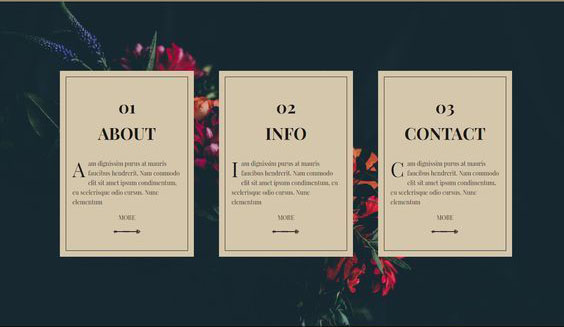 01
ABOUT
Aam dignissim purus at mauris
faucibus hendrerit. Nam commodo
elit sit amet ipsum condimentum,
eu scelerisque odio cursus. Nunc
elementum
MORE
02
INFO
Iam dignissim purus at mauris
faucibus hendrerit. Nam commodo
elit sit amet ipsum condimentum,
eu scelerisque odio cursus. Nunc
elementum
MORE
03
CONTACT
Cam dignissim purus at mauris
faucibus hendrerit. Nam commodo
elit sit amet ipsum condimentum,
eu scelerisque odio cursus. Nunc
elementum
MORE